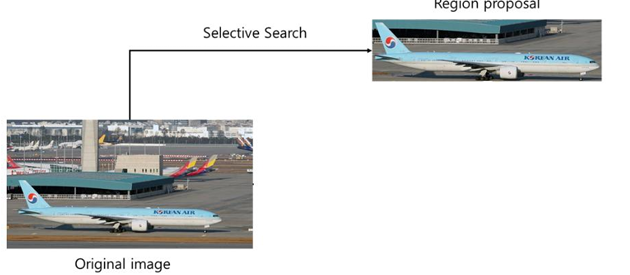 Region proposal
Selective Search
KOREAN AIR
KOREAN AIR
Original image